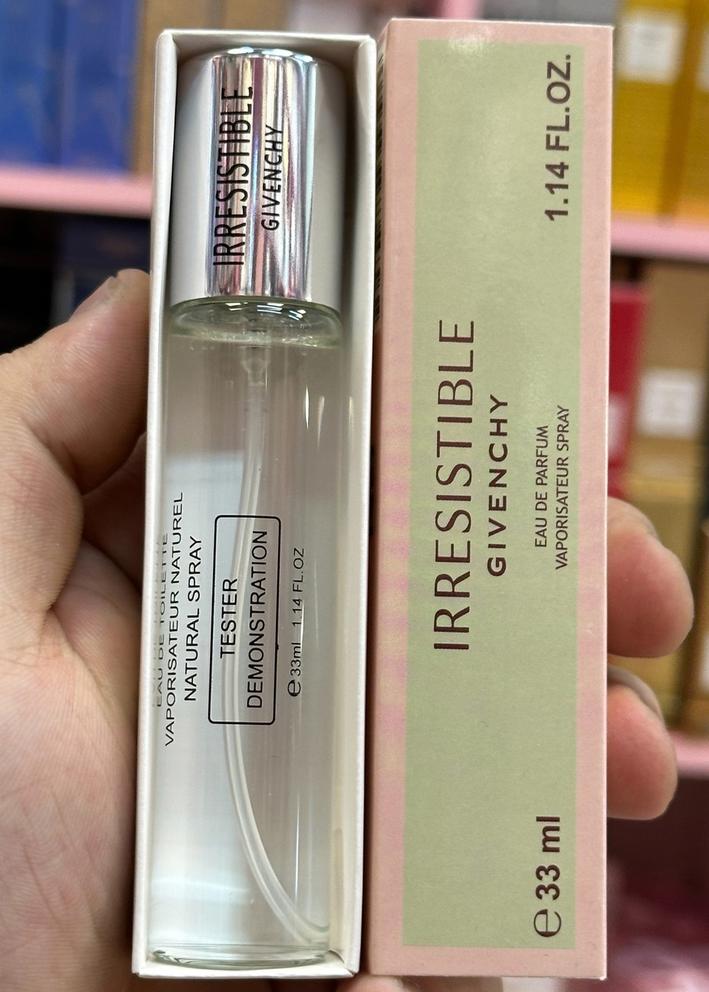 IRRESISTIBLE
GIVENCHY
EAU DE TOILETTE
VAPORISATEUR NATUREL
NATURAL SPRAY
TESTER
DEMONSTRATION
e 33ml 1.14 FL.OZ
IRRESISTIBLE
GIVENCHY
EAU DE PARFUM
VAPORISATEUR SPRAY
e 33 ml 1.14 FL.OZ.